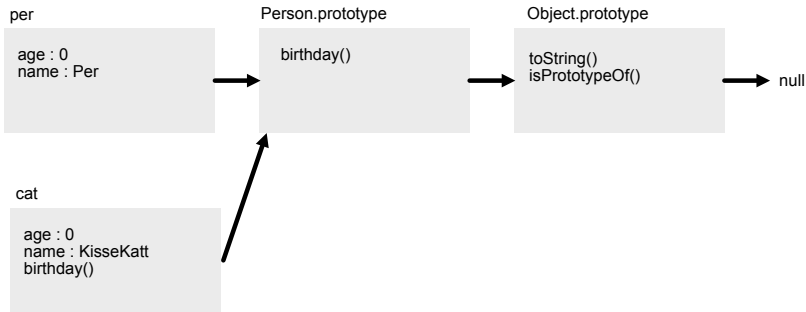 per
age : 0
name : Per
Person.prototype
birthday()
Object.prototype
toString()
isPrototypeOf()
null
cat
age : 0
name : KisseKatt
birthday()